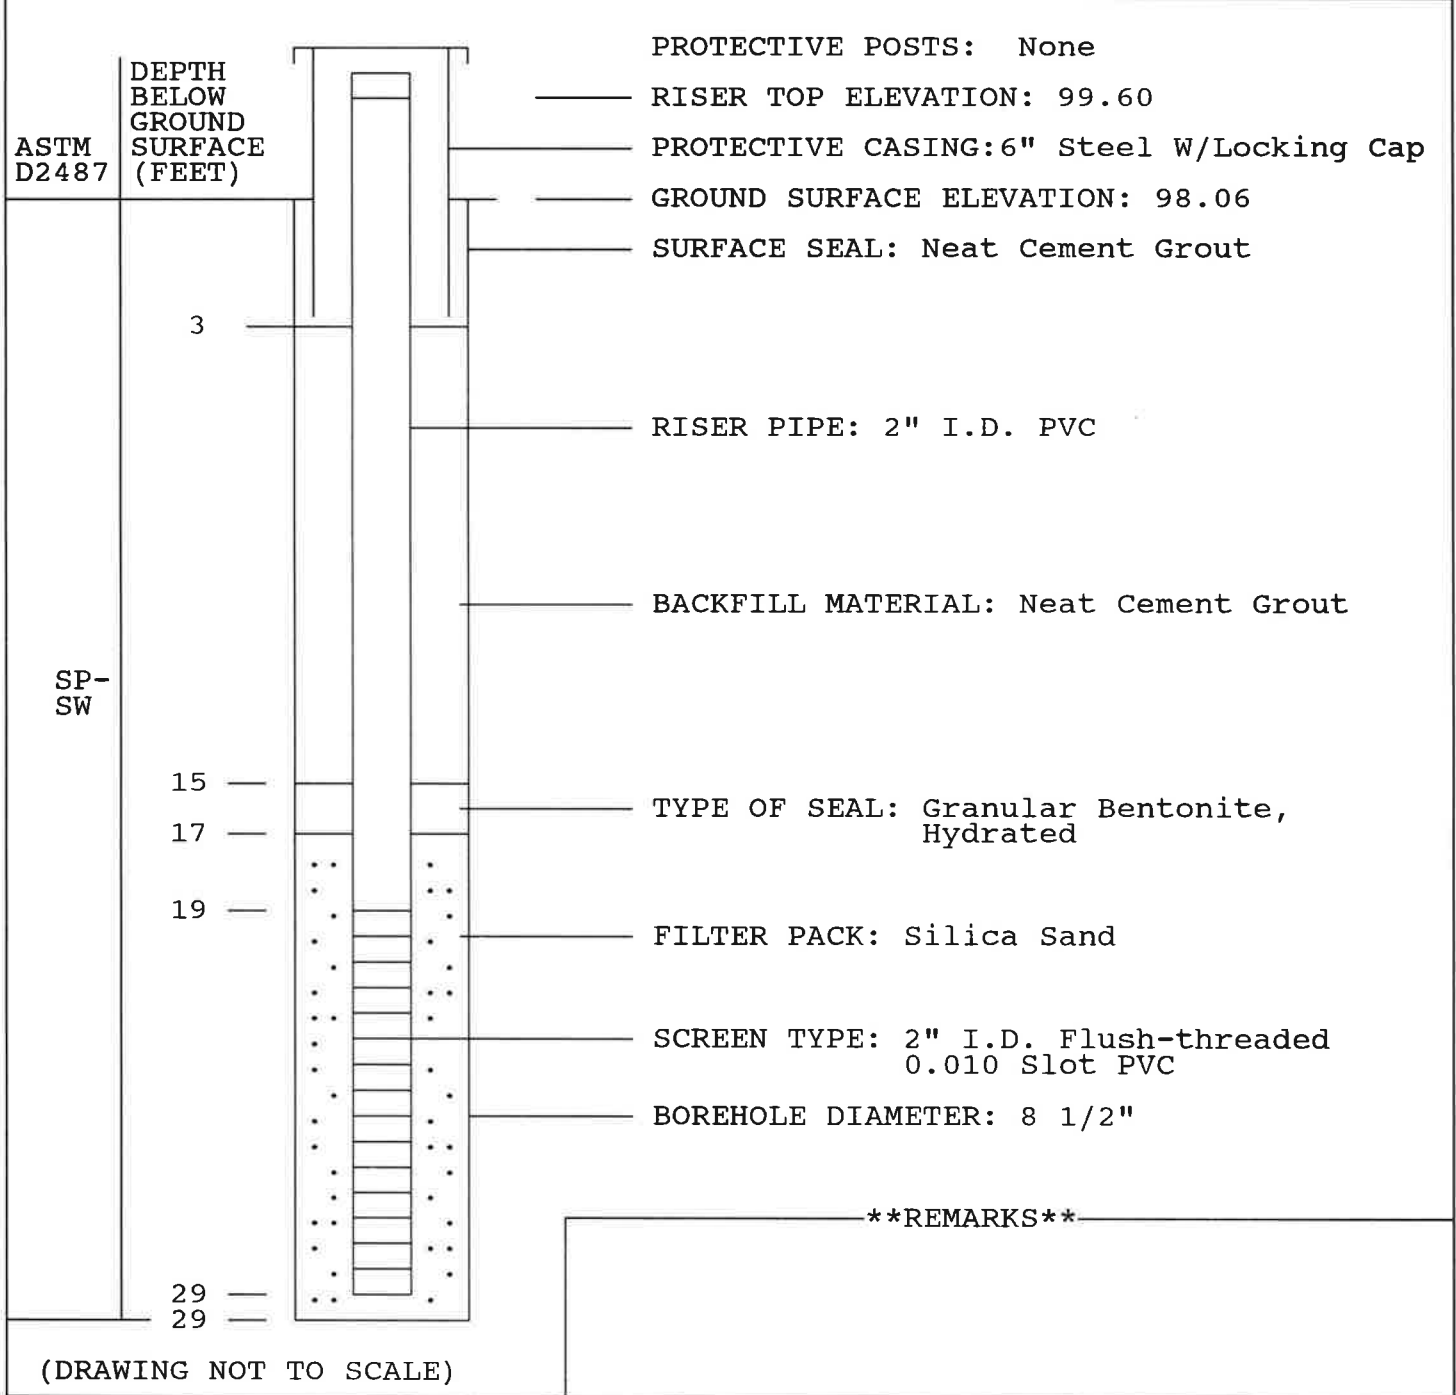 PROTECTIVE POSTS: None
DEPTH
BELOW
GROUND
SURFACE
(FEET)
ASTM
D2487
RISER TOP ELEVATION: 99.60
PROTECTIVE CASING:6" Steel W/Locking Cap
GROUND SURFACE ELEVATION: 98.06
SURFACE SEAL: Neat Cement Grout
3
RISER PIPE: 2" I.D. PVC
BACKFILL MATERIAL: Neat Cement Grout
SP-
SW
15
TYPE OF SEAL: Granular Bentonite,
Hydrated
17
19
FILTER PACK: Silica Sand
SCREEN TYPE: 2" I.D. Flush-threaded
0.010 Slot PVC
BOREHOLE DIAMETER: 8 1/2"
**REMARKS**
29
29
(DRAWING NOT TO SCALE)